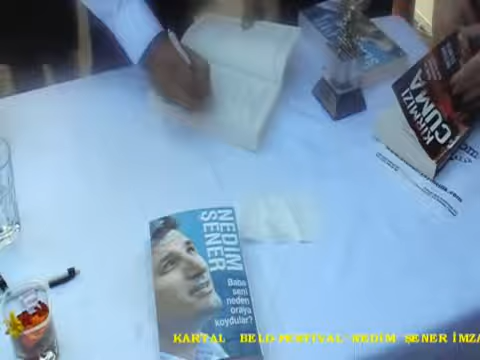 KIRMIZI
CUMA
NEDİM
ŞENER
Baba
seni
neden
oraya
koydular?
KARTAL BELD.FESTİVAL NEDİM ŞENER İMZA